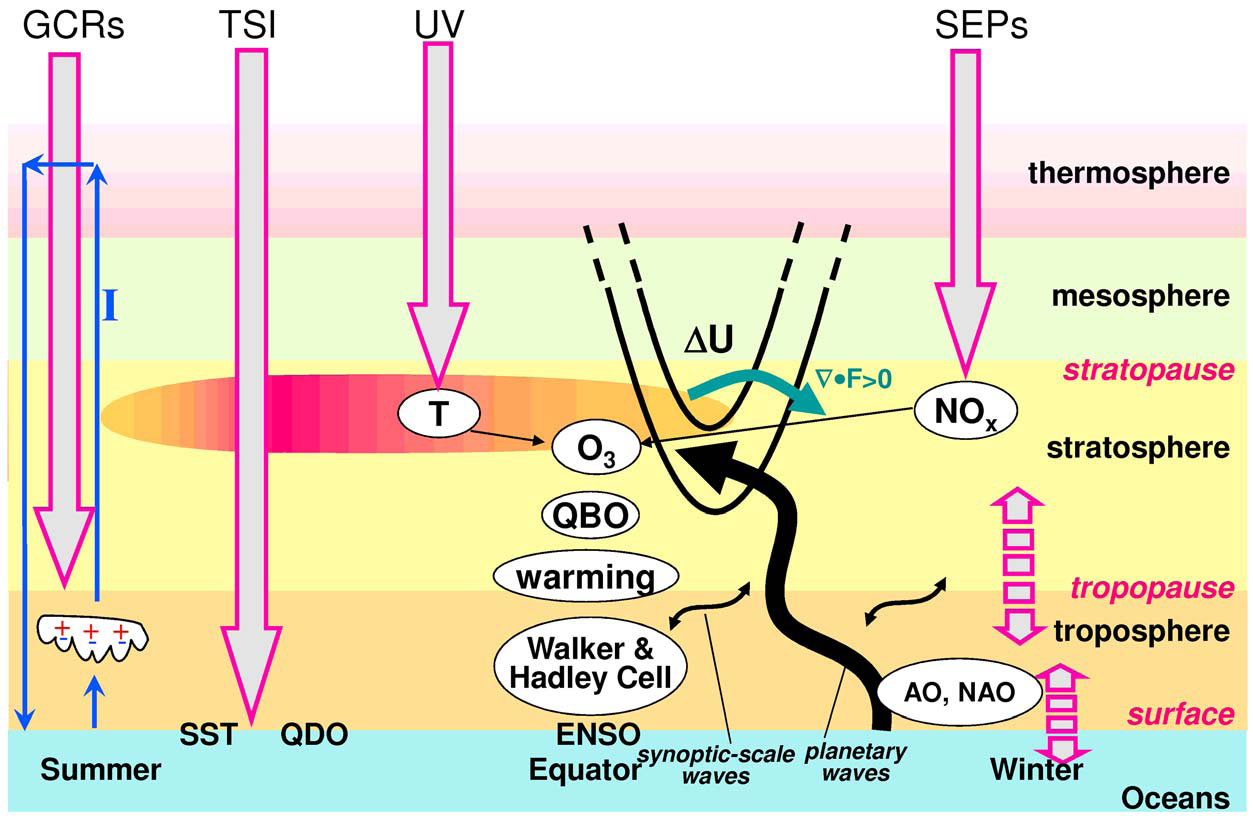 GCRs
TSI
UV
SEPs
thermosphere
I
mesosphere
ΔU
stratopause
∇•F>0
T
NOx
O3
stratosphere
QBO
warming
tropopause
+ + +
- - -
troposphere
Walker &
Hadley Cell
AO, NAO
surface
SST
QDO
ENSO
synoptic-scale
waves
planetary
waves
Summer
Equator
Winter
Oceans